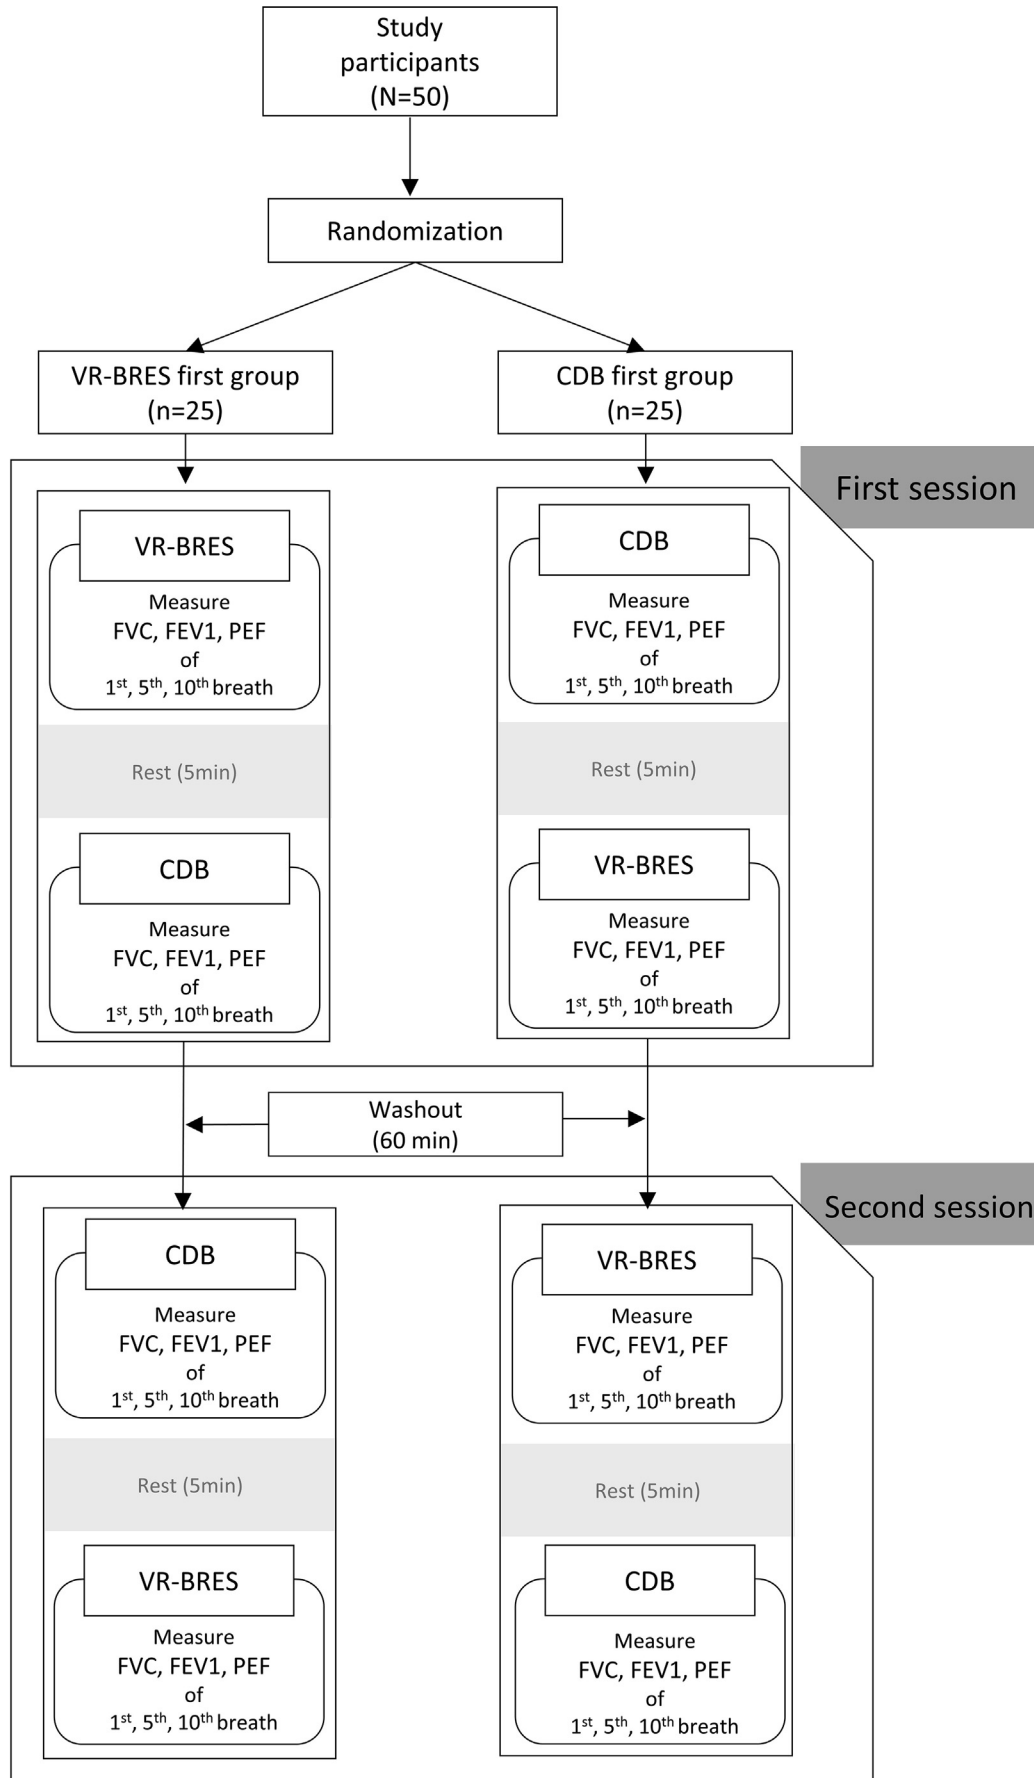 Study
participants
(N=50)
Randomization
VR-BRES first group
(n=25)
CDB first group
(n=25)
First session
VR-BRES
Measure
FVC, FEV1, PEF
of
1st, 5th, 10th breath
Rest (5min)
CDB
Measure
FVC, FEV1, PEF
of
1st, 5th, 10th breath
CDB
Measure
FVC, FEV1, PEF
of
1st, 5th, 10th breath
Rest (5min)
VR-BRES
Measure
FVC, FEV1, PEF
of
1st, 5th, 10th breath
Washout
(60 min)
Second session
CDB
Measure
FVC, FEV1, PEF
of
1st, 5th, 10th breath
Rest (5min)
VR-BRES
Measure
FVC, FEV1, PEF
of
1st, 5th, 10th breath
VR-BRES
Measure
FVC, FEV1, PEF
of
1st, 5th, 10th breath
Rest (5min)
CDB
Measure
FVC, FEV1, PEF
of
1st, 5th, 10th breath